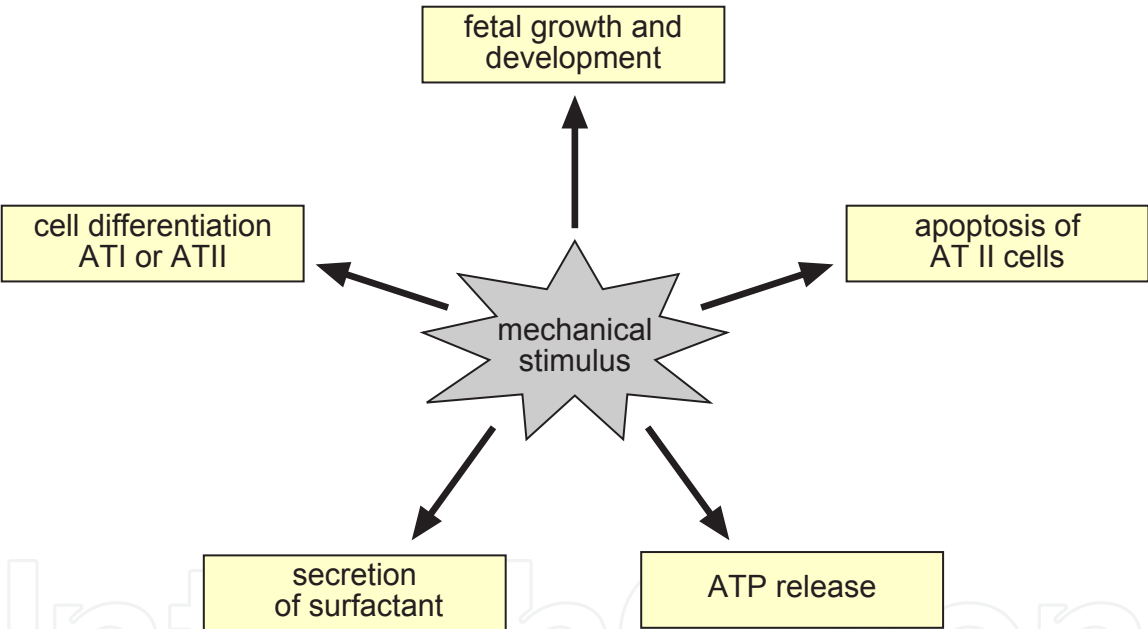 fetal growth and
development
cell differentiation
ATI or ATII
apoptosis of
AT II cells
mechanical
stimulus
secretion
of surfactant
ATP release